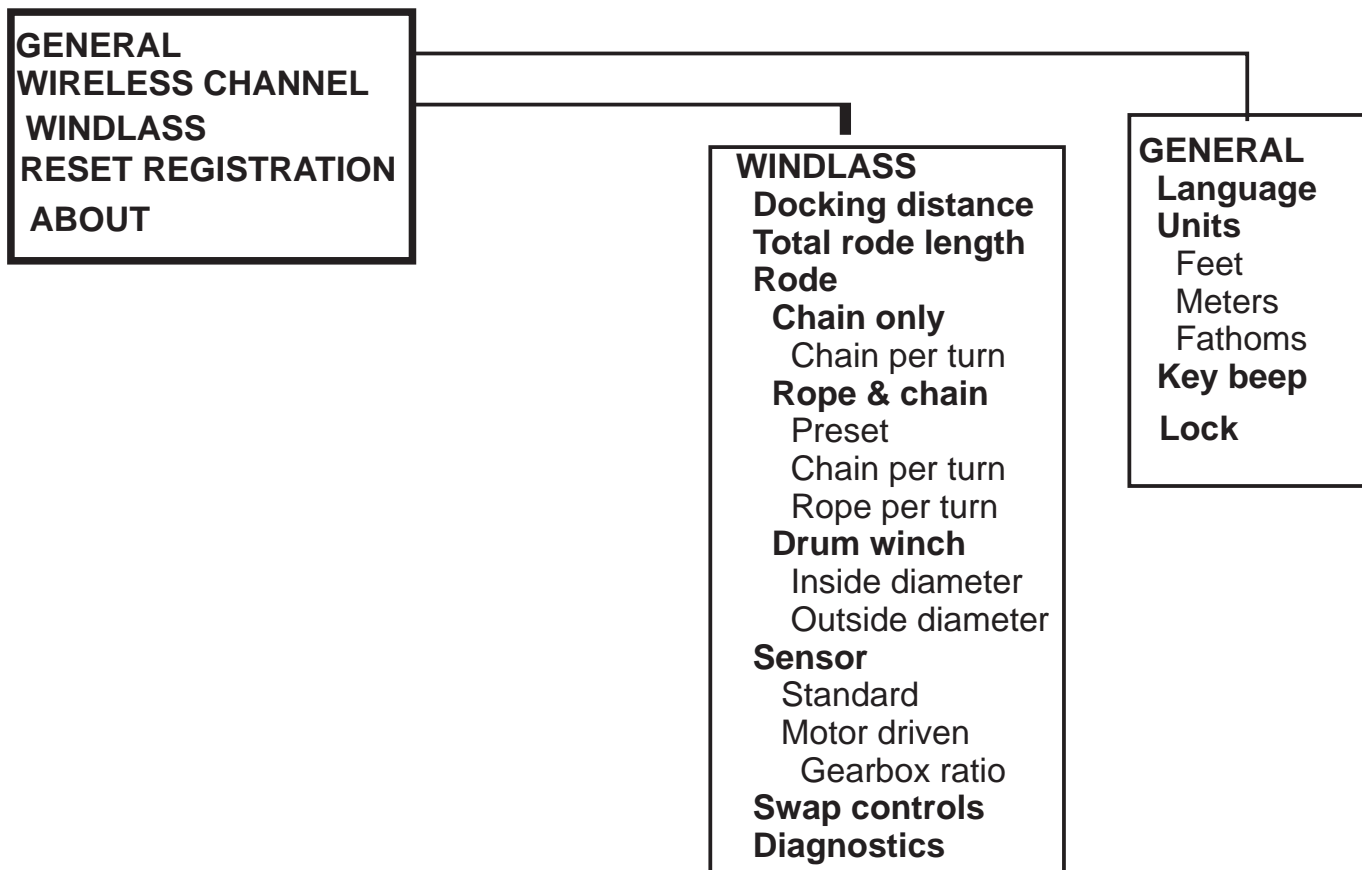 GENERAL
WIRELESS CHANNEL
WINDLASS
RESET REGISTRATION
ABOUT
WINDLASS
Docking distance
Total rode length
Rode
Chain only
Chain per turn
Rope & chain
Preset
Chain per turn
Rope per turn
Drum winch
Inside diameter
Outside diameter
Sensor
Standard
Motor driven
Gearbox ratio
Swap controls
Diagnostics
GENERAL
Language
Units
Feet
Meters
Fathoms
Key beep
Lock